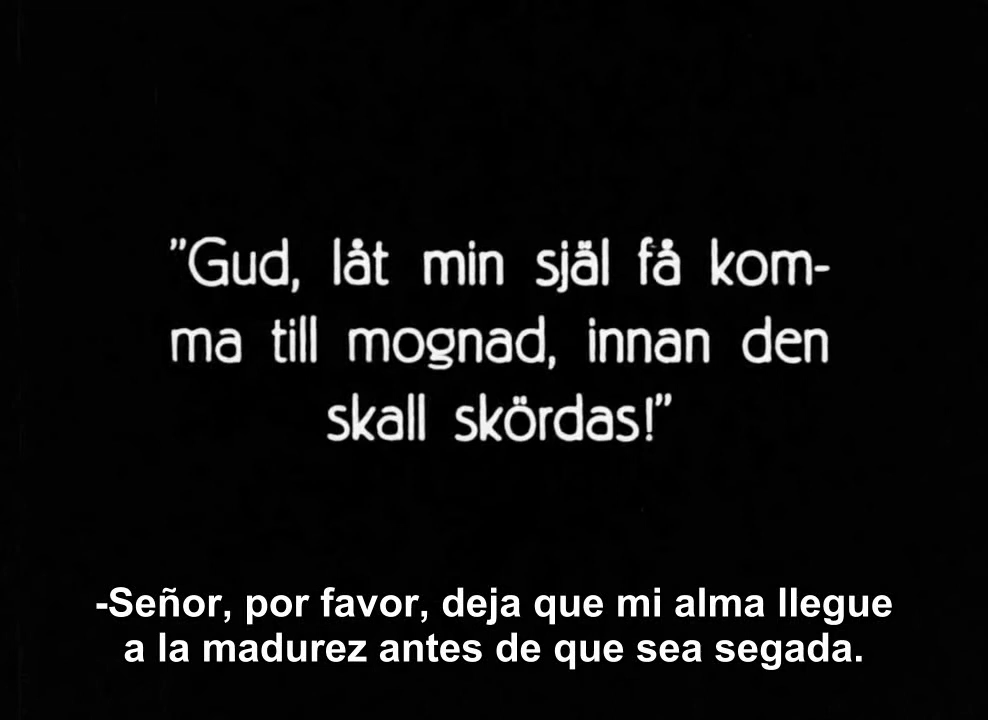 ”Gud, låt min själ få kom-
ma till mognad, innan den
skall skördas!”
-Señor, por favor, deja que mi alma llegue
a la madurez antes de que sea segada.